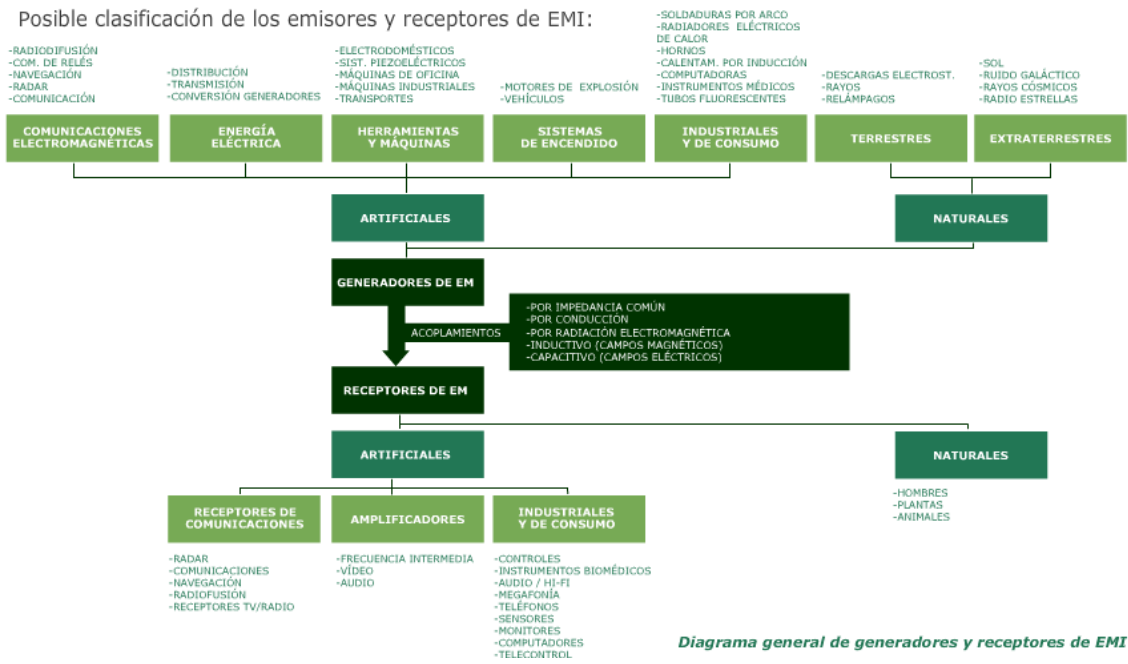 Posible clasificación de los emisores y receptores de EMI:
-RADIODIFUSIÓN
-COM. DE RELÉS
-NAVEGACIÓN
-RADAR
-COMUNICACIÓN
-DISTRIBUCIÓN
-TRANSMISIÓN
-CONVERSIÓN GENERADORES
-ELECTRODOMÉSTICOS
-SIST. PIEZOELÉCTRICOS
-MÁQUINAS DE OFICINA
-MÁQUINAS INDUSTRIALES
-TRANSPORTES
-MOTORES DE EXPLOSIÓN
-VEHÍCULOS
-SOLDADURAS POR ARCO
-RADIADORES ELÉCTRICOS
DE CALOR
-HORNOS
-CALENTAM. POR INDUCCIÓN
-COMPUTADORAS
-INSTRUMENTOS MÉDICOS
-TUBOS FLUORESCENTES
-DESCARGAS ELECTROST.
-RAYOS
-RELÁMPAGOS
-SOL
-RUIDO GALÁCTICO
-RAYOS CÓSMICOS
-RADIO ESTRELLAS
COMUNICACIONES
ELECTROMAGNÉTICAS
ENERGÍA
ELÉCTRICA
HERRAMIENTAS
Y MÁQUINAS
SISTEMAS
DE ENCENDIDO
INDUSTRIALES
Y DE CONSUMO
TERRESTRES
EXTRATERRESTRES
ARTIFICIALES
NATURALES
GENERADORES DE EM
ACOPLAMIENTOS
-POR IMPEDANCIA COMÚN
-POR CONDUCCIÓN
-POR RADIACIÓN ELECTROMAGNÉTICA
-INDUCTIVO (CAMPOS MAGNÉTICOS)
-CAPACITIVO (CAMPOS ELÉCTRICOS)
RECEPTORES DE EM
ARTIFICIALES
NATURALES
-HOMBRES
-PLANTAS
-ANIMALES
RECEPTORES DE
COMUNICACIONES
AMPLIFICADORES
INDUSTRIALES
Y DE CONSUMO
-RADAR
-COMUNICACIONES
-NAVEGACIÓN
-RADIOFUSIÓN
-RECEPTORES TV/RADIO
-FRECUENCIA INTERMEDIA
-VÍDEO
-AUDIO
-CONTROLES
-INSTRUMENTOS BIOMÉDICOS
-AUDIO / HI-FI
-MEGAFONÍA
-TELÉFONOS
-SENSORES
-MONITORES
-COMPUTADORES
-TELECONTROL
Diagrama general de generadores y receptores de EMI